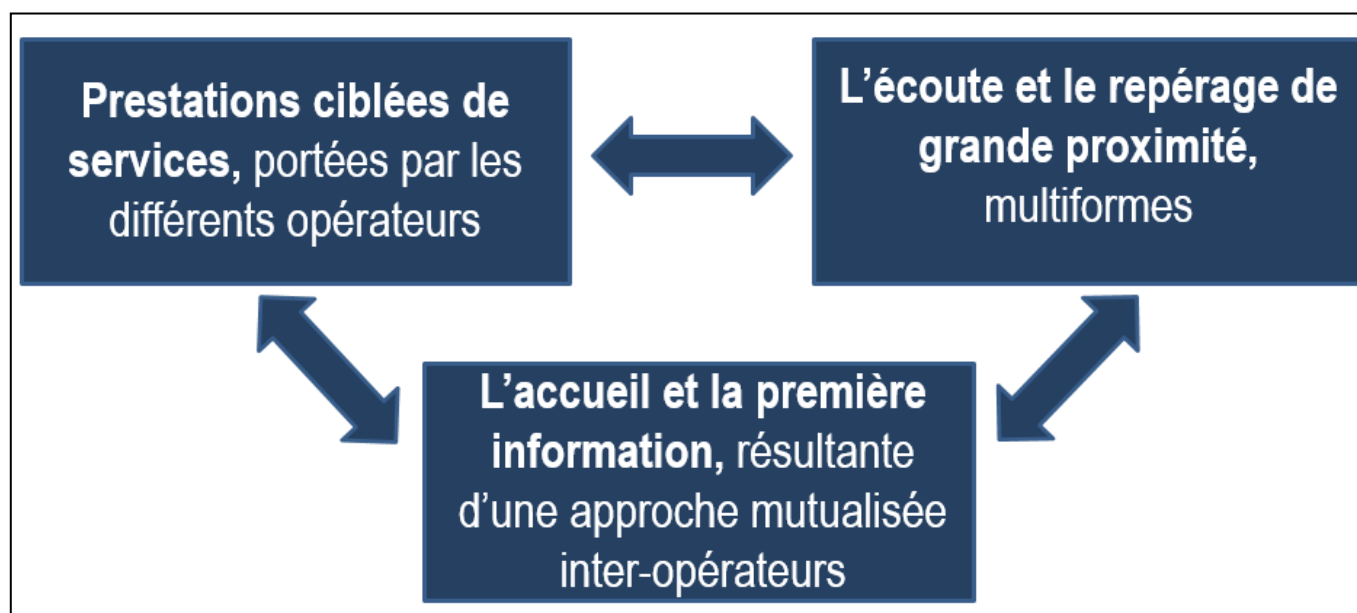 Prestations ciblées de
services, portées par les
différents opérateurs
L’écoute et le repérage de
grande proximité,
multiformes
L’accueil et la première
information, résultante
d’une approche mutualisée
inter-opérateurs